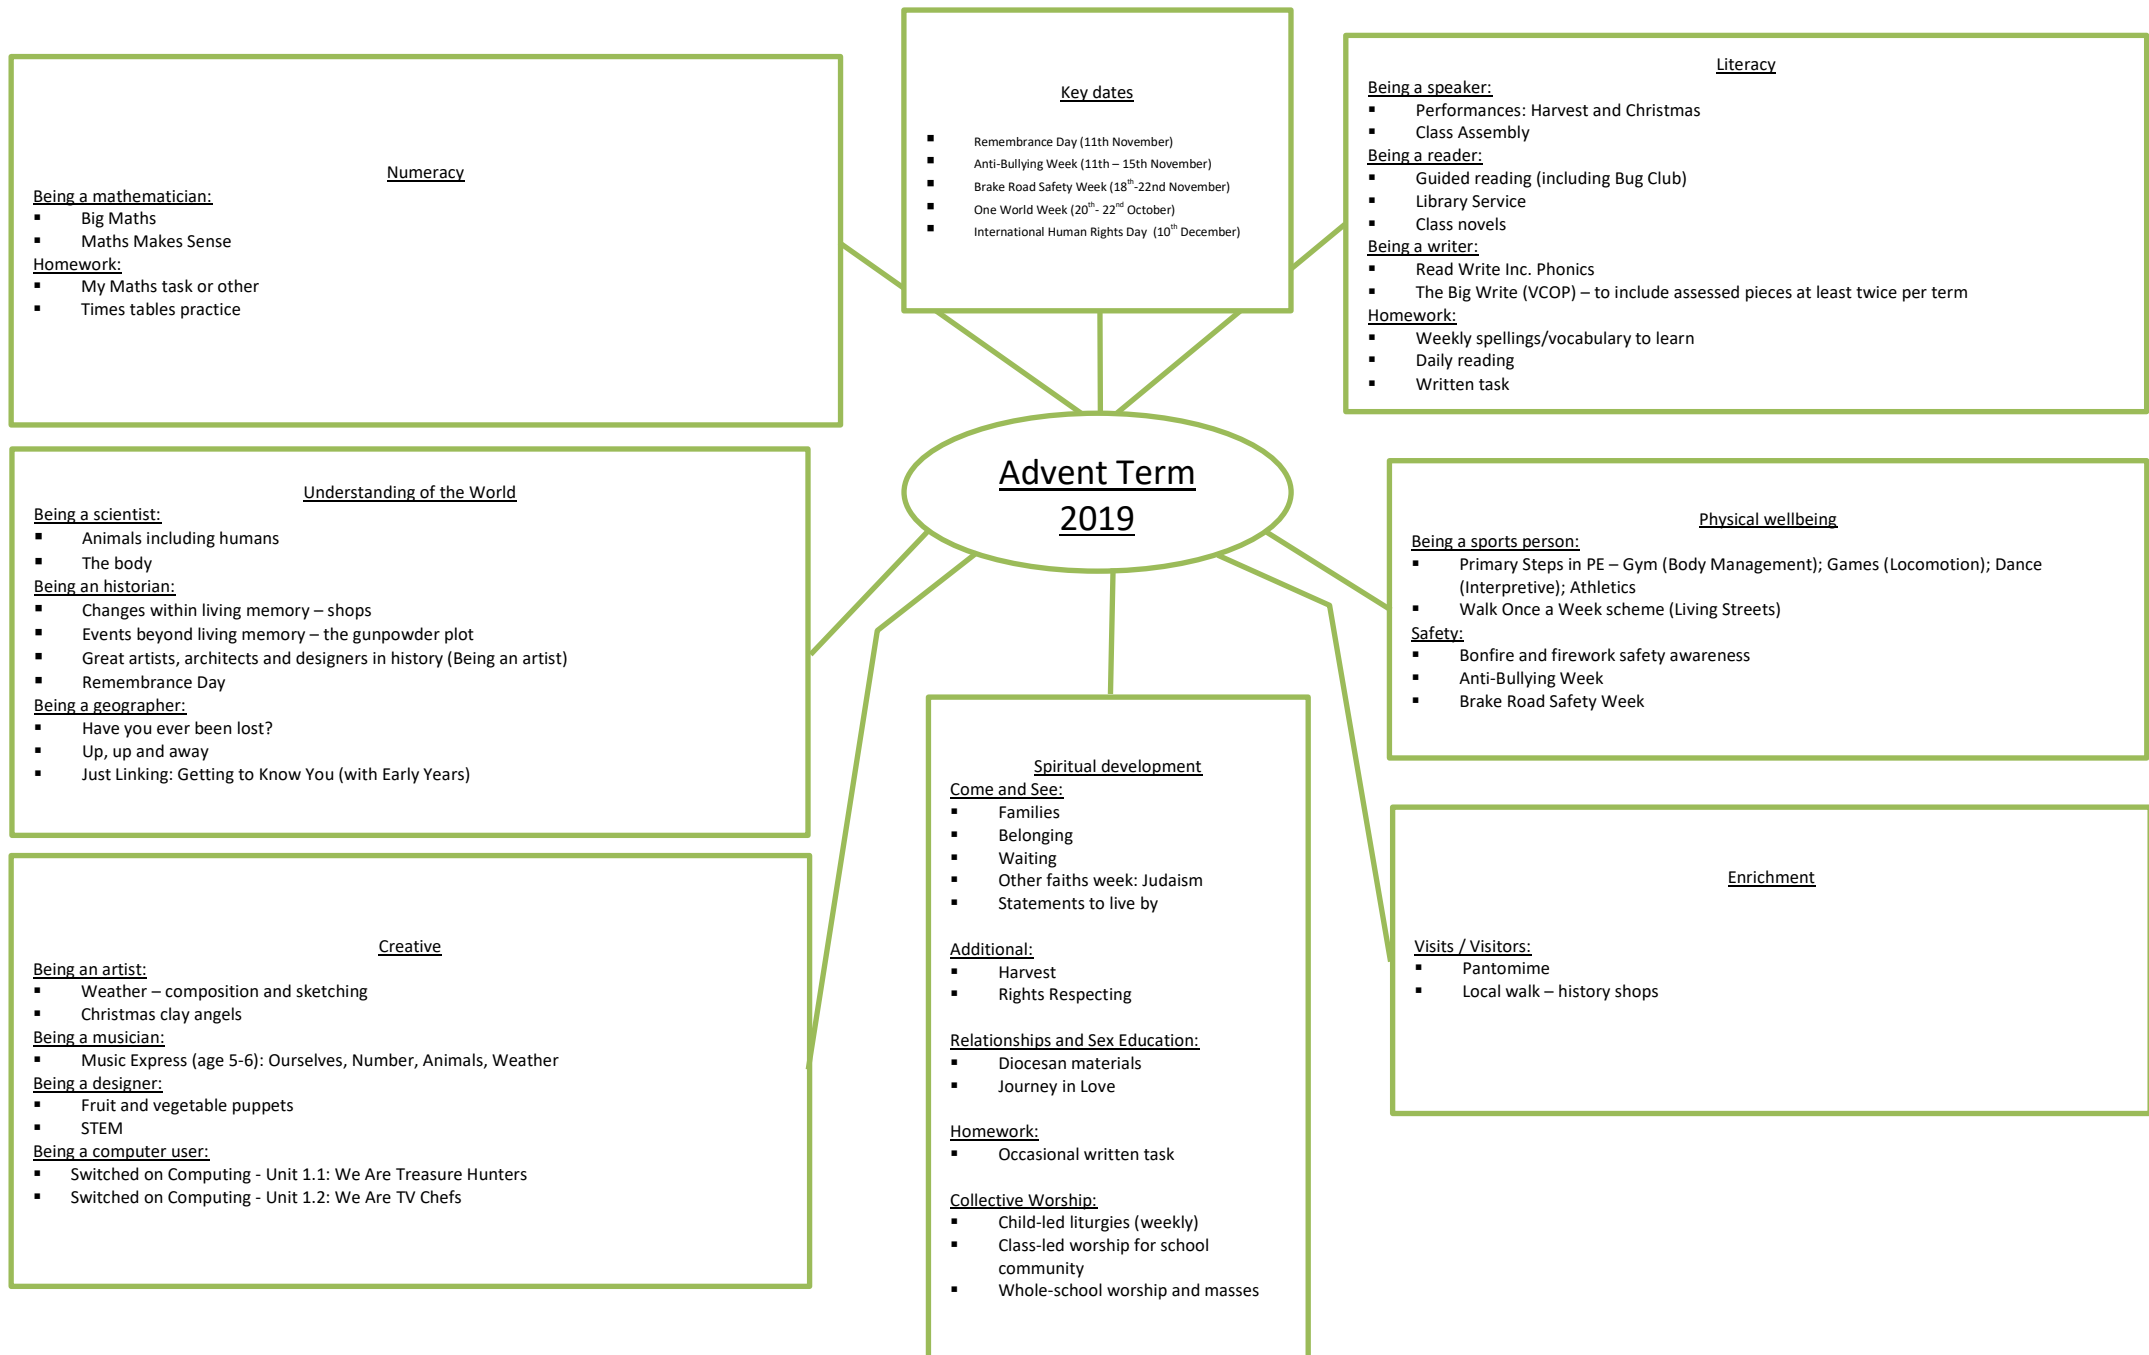 Key dates
▪ Remembrance Day (11th November)
▪ Anti-Bullying Week (11th – 15th November)
▪ Brake Road Safety Week (18th-22nd November)
▪ One World Week (20th- 22nd October)
▪ International Human Rights Day (10th December)
Numeracy
Being a mathematician:
▪ Big Maths
▪ Maths Makes Sense
Homework:
▪ My Maths task or other
▪ Times tables practice
Literacy
Being a speaker:
▪ Performances: Harvest and Christmas
▪ Class Assembly
Being a reader:
▪ Guided reading (including Bug Club)
▪ Library Service
▪ Class novels
Being a writer:
▪ Read Write Inc. Phonics
▪ The Big Write (VCOP) – to include assessed pieces at least twice per term
Homework:
▪ Weekly spellings/vocabulary to learn
▪ Daily reading
▪ Written task
Advent Term
2019
Understanding of the World
Being a scientist:
▪ Animals including humans
▪ The body
Being an historian:
▪ Changes within living memory – shops
▪ Events beyond living memory – the gunpowder plot
▪ Great artists, architects and designers in history (Being an artist)
▪ Remembrance Day
Being a geographer:
▪ Have you ever been lost?
▪ Up, up and away
▪ Just Linking: Getting to Know You (with Early Years)
Physical wellbeing
Being a sports person:
▪ Primary Steps in PE – Gym (Body Management); Games (Locomotion); Dance
(Interpretive); Athletics
▪ Walk Once a Week scheme (Living Streets)
Safety:
▪ Bonfire and firework safety awareness
▪ Anti-Bullying Week
▪ Brake Road Safety Week
Creative
Being an artist:
▪ Weather – composition and sketching
▪ Christmas clay angels
Being a musician:
▪ Music Express (age 5-6): Ourselves, Number, Animals, Weather
Being a designer:
▪ Fruit and vegetable puppets
▪ STEM
Being a computer user:
▪ Switched on Computing - Unit 1.1: We Are Treasure Hunters
▪ Switched on Computing - Unit 1.2: We Are TV Chefs
Spiritual development
Come and See:
▪ Families
▪ Belonging
▪ Waiting
▪ Other faiths week: Judaism
▪ Statements to live by
Additional:
▪ Harvest
▪ Rights Respecting
Relationships and Sex Education:
▪ Diocesan materials
▪ Journey in Love
Homework:
▪ Occasional written task
Collective Worship:
▪ Child-led liturgies (weekly)
▪ Class-led worship for school
community
▪ Whole-school worship and masses
Enrichment
Visits / Visitors:
▪ Pantomime
▪ Local walk – history shops